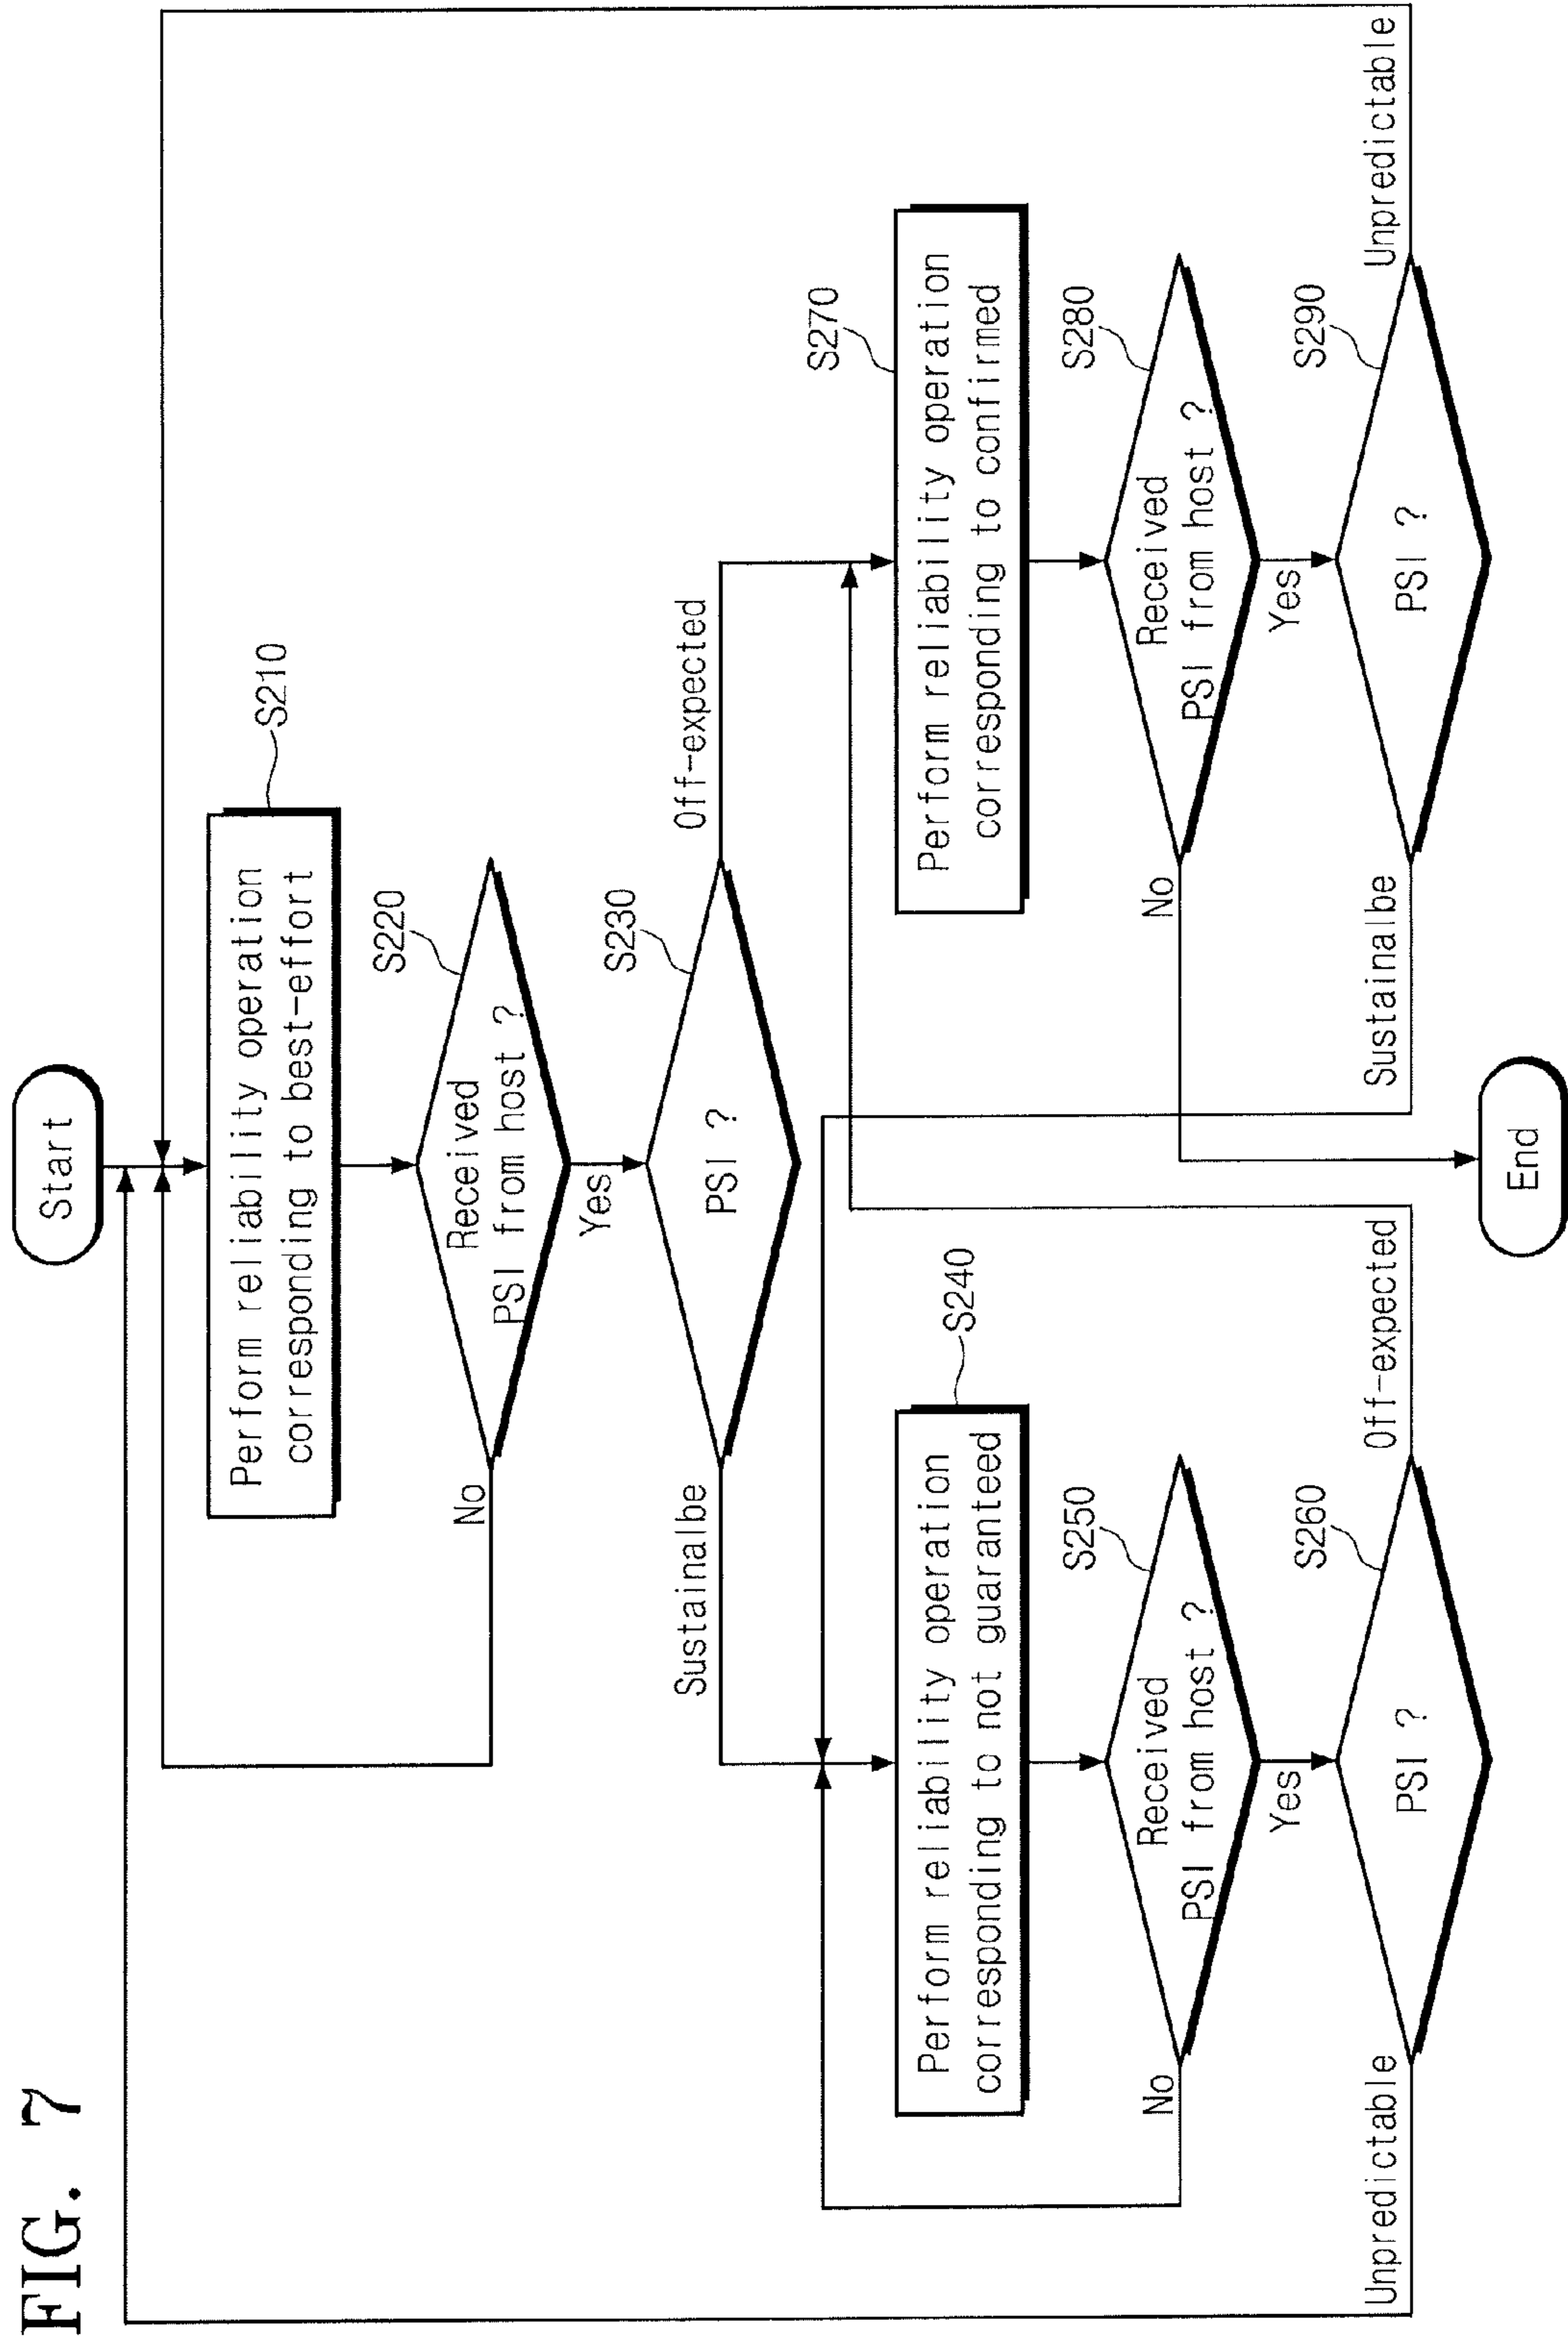 FIG. 7
Start
Perform reliability operation
corresponding to best-effort
S210
Received
PSI from host ?
S220
No
Yes
PSI ?
S230
Sustainalbe
Off-expected
Perform reliability operation
corresponding to not guaranteed
S240
Received
PSI from host ?
S250
No
Yes
PSI ?
S260
Unpredictable
Off-expected
Perform reliability operation
corresponding to confirmed
S270
Received
PSI from host ?
S280
No
Yes
PSI ?
S290
Sustainalbe
Unpredictable
End